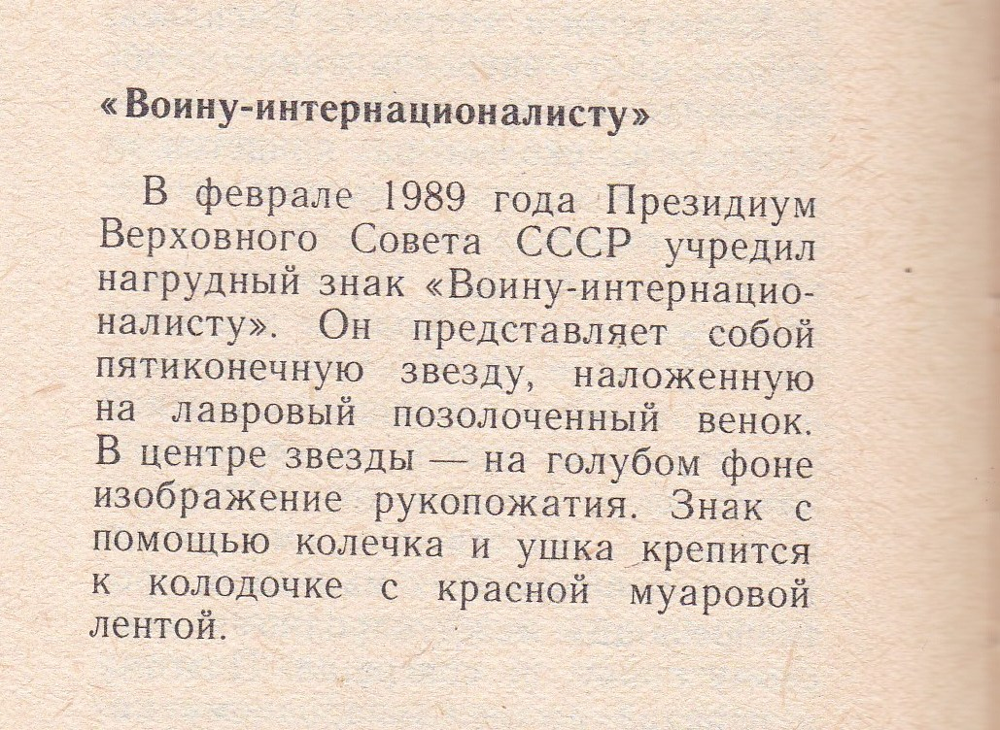 «Воину-интернационалисту»
В феврале 1989 года Президиум
Верховного Совета СССР учредил
нагрудный знак «Воину-интернацио-
налисту». Он представляет собой
пятиконечную звезду, наложенную
на лавровый позолоченный венок.
В центре звезды — на голубом фоне
изображение рукопожатия. Знак с
помощью колечка и ушка крепится
к колодочке с красной муаровой
лентой.